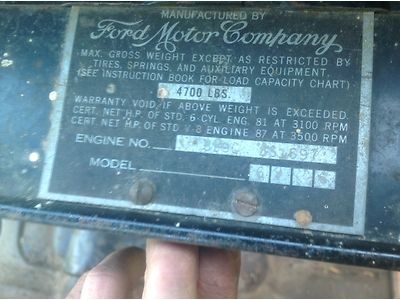 MANUFACTURED BY
Ford Motor Company
MAX. GROSS WEIGHT EXCEPT AS RESTRICTED BY
TIRES, SPRINGS, AND AUXILIARY EQUIPMENT.
(SEE INSTRUCTION BOOK FOR LOAD CAPACITY CHART)
4700 LBS.
WARRANTY VOID IF ABOVE WEIGHT IS EXCEEDED.
CERT. NET H.P. OF STD. 6-CYL. ENG. 81 AT 3100 RPM
CERT. NET H.P. OF STD. V-8 ENGINE 87 AT 3500 RPM
ENGINE NO.
MODEL